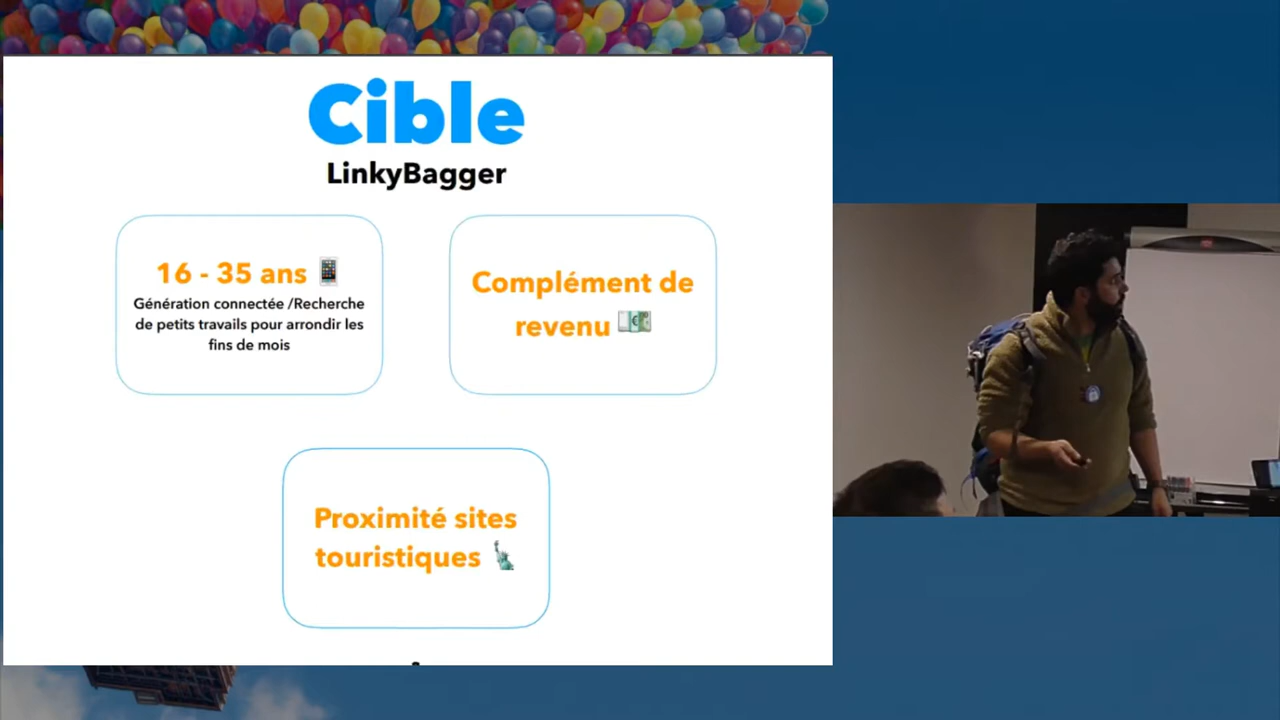 Cible
LinkyBagger
16 - 35 ans
Génération connectée /Recherche
de petits travails pour arrondir les
fins de mois
Complément de
revenu
Proximité sites
touristiques